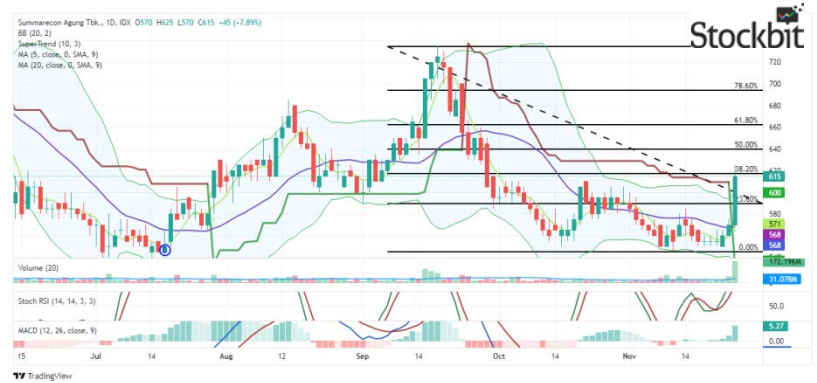 Summarecon Agung Tbk., 1D, IDX O570 H625 L570 C615 +45 (+7.89%)
BB (20, 2)
SuperTrend (10, 3)
MA (5, close, 0, SMA, 9)
MA (20, close, 0, SMA, 9)
Stockbit
720
78.60%
700
680
61.80%
660
50.00%
640
38.20%
615
600
23.60%
580
571
568
568
0.00%
Volume (20)
172.196M
31.078M
Stoch RSI (14, 14, 3, 3)
50.0
MACD (12, 26, close, 9)
5.27
0.00
15 Jul 14 Aug 12 Sep 14 Oct 17 Nov 14
TradingView